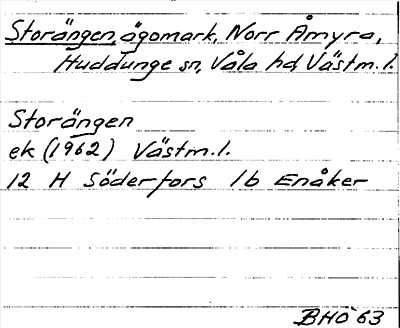 Storängen, ägomark, Norr Åmyra,
Huddunge sn, Våla hd, Västm. l.
Storängen
ek (1962) Västm. l.
12 H Söderfors 1b Enåker
BHÖ 63